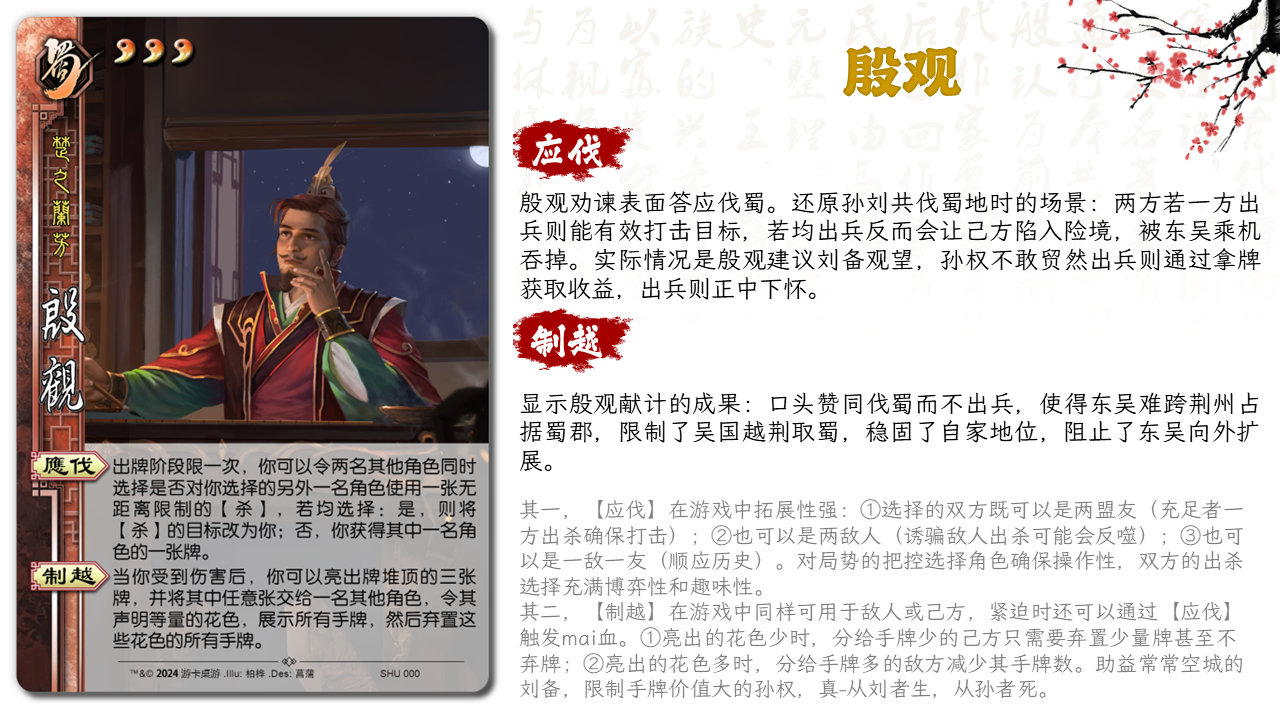 蜀
楚之蘭芳
殷觀
應伐
出牌阶段限一次，你可以令两名其他角色同时
选择是否对你选择的另外一名角色使用一张无
距离限制的【杀】，若均选择：是，则将
【杀】的目标改为你；否，你获得其中一名角
色的一张牌。
制越
当你受到伤害后，你可以亮出牌堆顶的三张
牌，并将其中任意张交给一名其他角色，令其
声明等量的花色，展示所有手牌，然后弃置这
些花色的所有手牌。
™&© 2024 游卡桌游 .Illu: 柏桦 .Des: 菖蒲
SHU 000
殷观
应伐
殷观劝谏表面答应伐蜀。还原孙刘共伐蜀地时的场景：两方若一方出
兵则能有效打击目标，若均出兵反而会让己方陷入险境，被东吴乘机
吞掉。实际情况是殷观建议刘备观望，孙权不敢贸然出兵则通过拿牌
获取收益，出兵则正中下怀。
制越
显示殷观献计的成果：口头赞同伐蜀而不出兵，使得东吴难跨荆州占
据蜀郡，限制了吴国越荆取蜀，稳固了自家地位，阻止了东吴向外扩
展。
其一，【应伐】在游戏中拓展性强：①选择的双方既可以是两盟友（充足者一
方出杀确保打击）；②也可以是两敌人（诱骗敌人出杀可能会反噬）；③也可
以是一敌一友（顺应历史）。对局势的把控选择角色确保操作性，双方的出杀
选择充满博弈性和趣味性。
其二，【制越】在游戏中同样可用于敌人或己方，紧迫时还可以通过【应伐】
触发mai血。①亮出的花色少时，分给手牌少的己方只需要弃置少量牌甚至不
弃牌；②亮出的花色多时，分给手牌多的敌方减少其手牌数。助益常常空城的
刘备，限制手牌价值大的孙权，真-从刘者生，从孙者死。